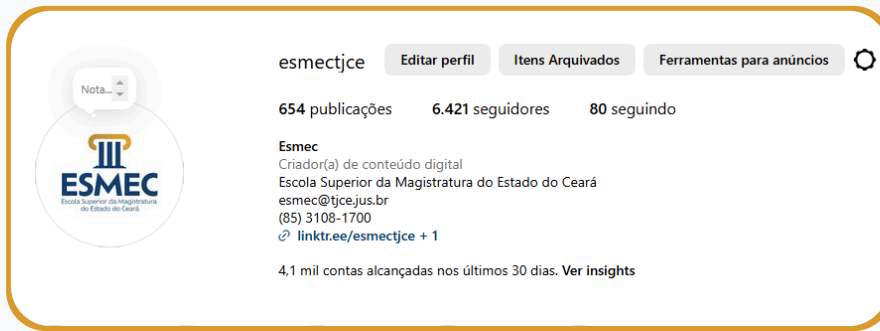 esmectjce Editar perfil Itens Arquivados Ferramentas para anúncios
Nota...
654 publicações 6.421 seguidores 80 seguindo
Esmec
Criador(a) de conteúdo digital
Escola Superior da Magistratura do Estado do Ceará
esmec@tjce.jus.br
(85) 3108-1700
linktr.ee/esmectjce + 1
4,1 mil contas alcançadas nos últimos 30 dias. Ver insights
ESMEC
Escola Superior da Magistratura
do Estado do Ceará